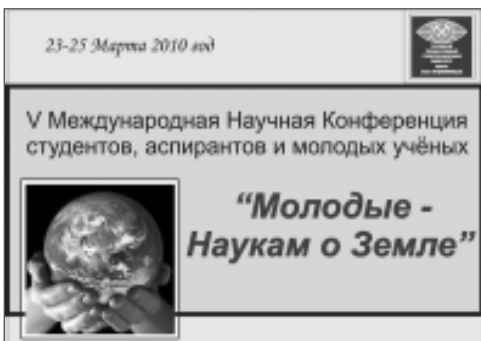 23-25 Марта 2010 год
V Международная Научная Конференция
студентов, аспирантов и молодых учёных
“Молодые -
Наукам о Земле”